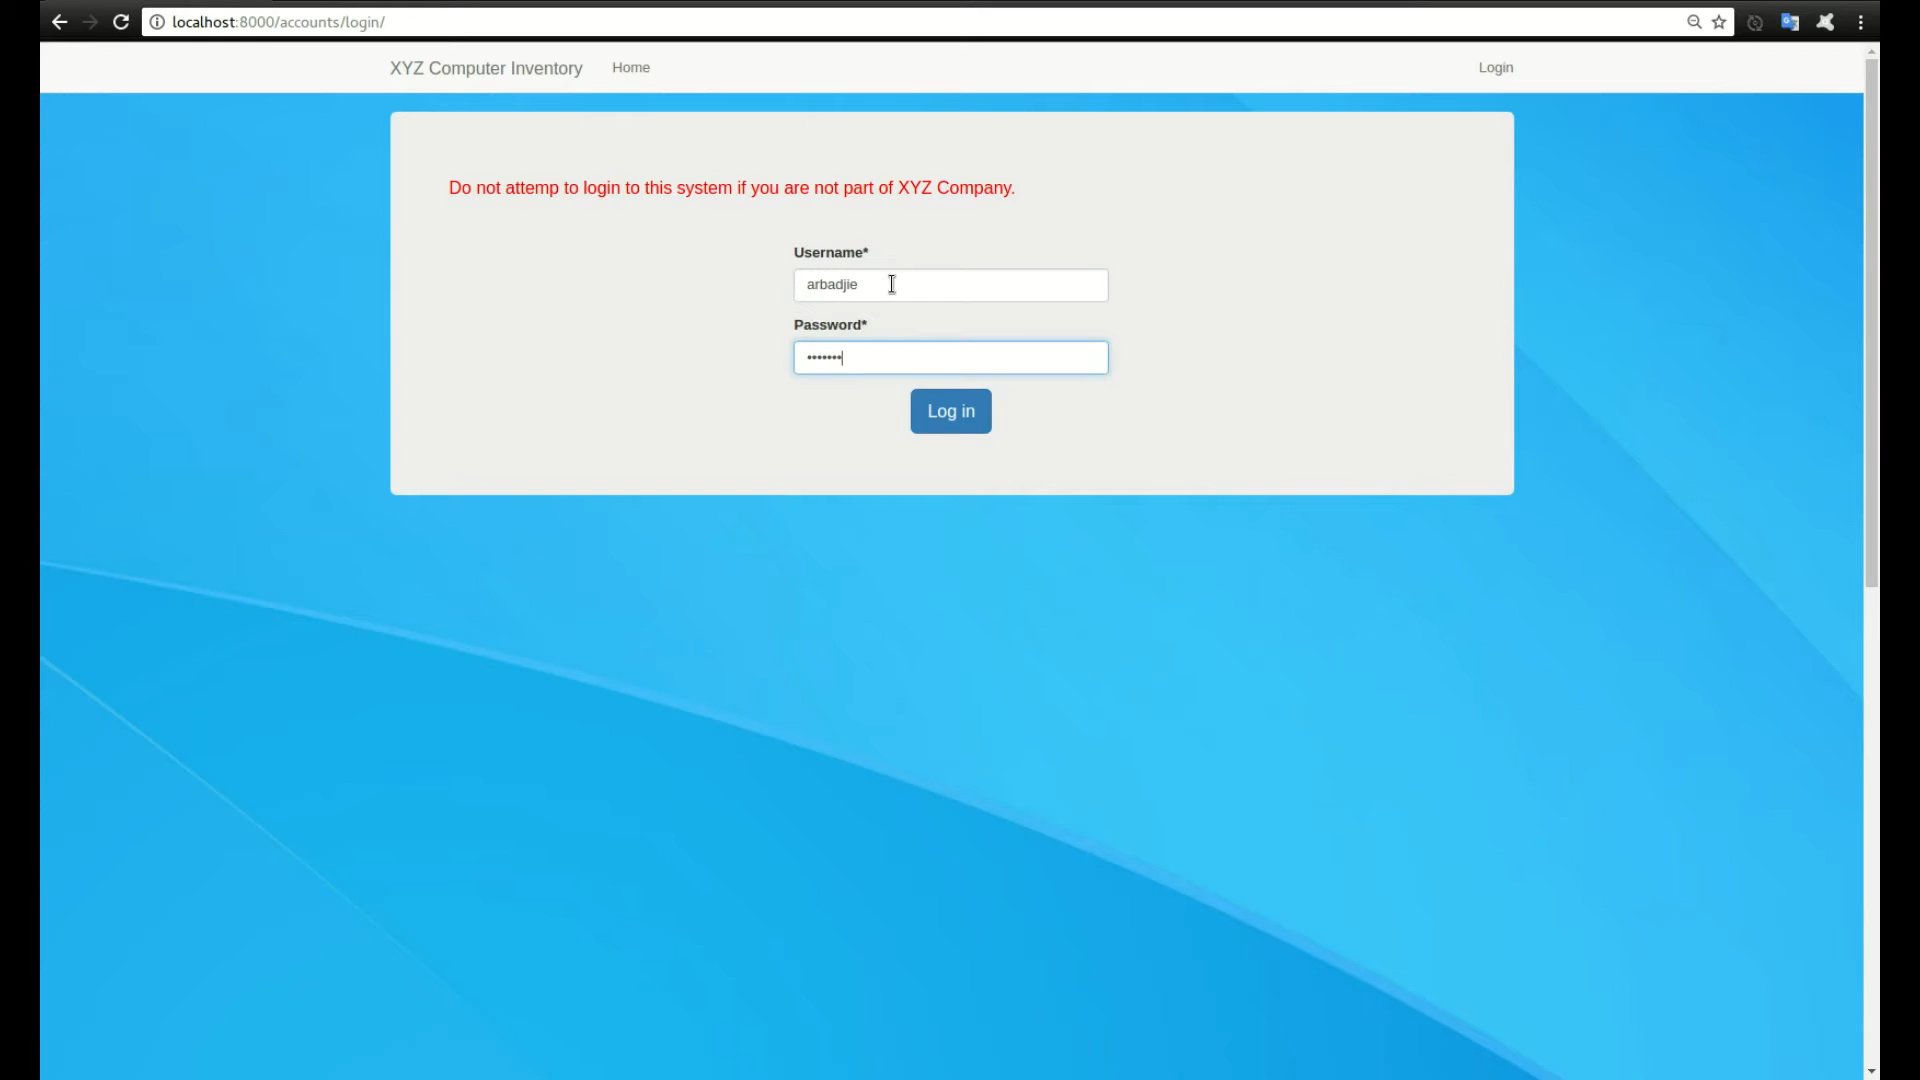 localhost:8000/accounts/login/
XYZ Computer Inventory Home Login
Do not attemp to login to this system if you are not part of XYZ Company.
Username*
arbadjie
Password*
•••••••
Log in